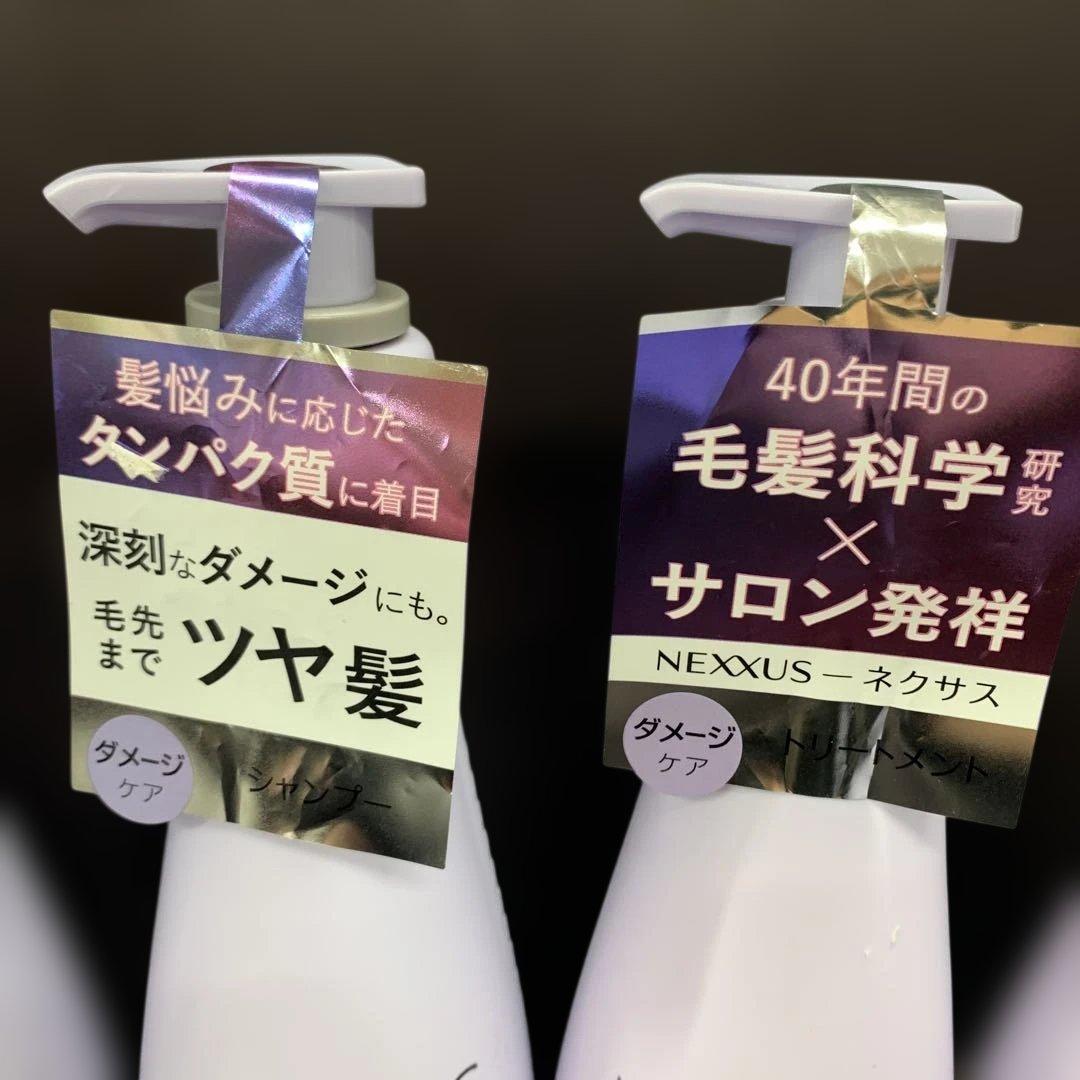 髪悩みに応じた
タンパク質に着目
深刻なダメージにも。
毛先
まで
ツヤ髪
ダメージ
ケア
シャンプー
40年間の
毛髪科学研究
×
サロン発祥
NEXXUS — ネクサス
ダメージ
ケア
トリートメント